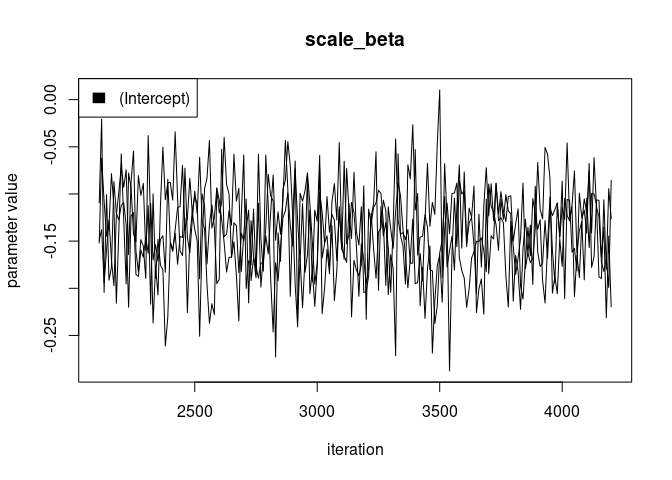 scale_beta
(Intercept)
0.00
-0.05
-0.15
-0.25
parameter value
2500 3000 3500 4000
iteration